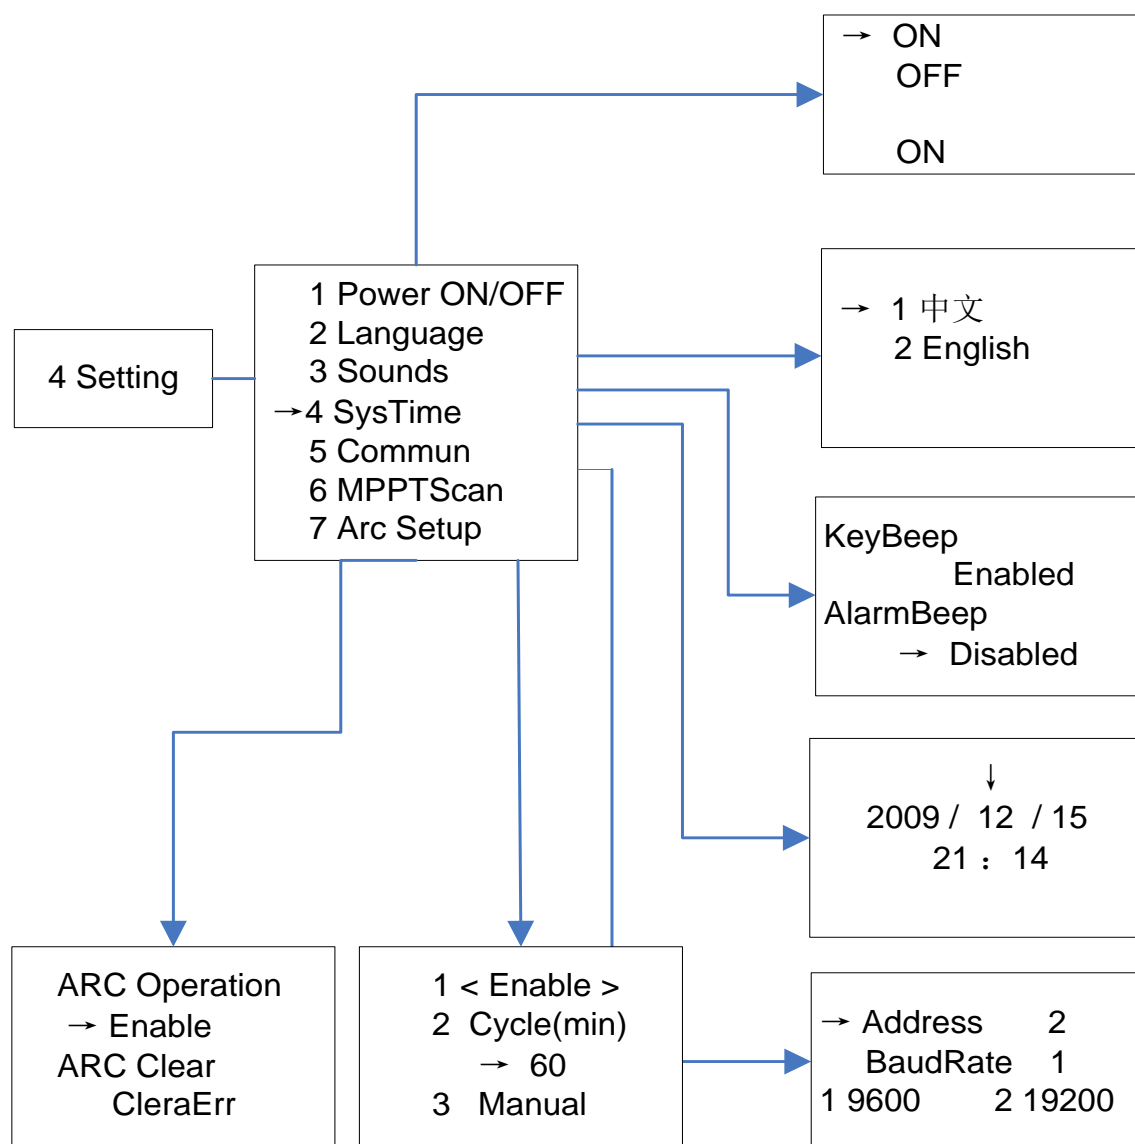 → ON
OFF
ON
4 Setting
1 Power ON/OFF
2 Language
3 Sounds
→4 SysTime
5 Commun
6 MPPTScan
7 Arc Setup
→ 1 中文
2 English
KeyBeep
Enabled
AlarmBeep
→ Disabled
↓
2009 / 12 / 15
21 : 14
ARC Operation
→ Enable
ARC Clear
CleraErr
1 < Enable >
2 Cycle(min)
→ 60
3 Manual
→ Address 2
BaudRate 1
1 9600 2 19200